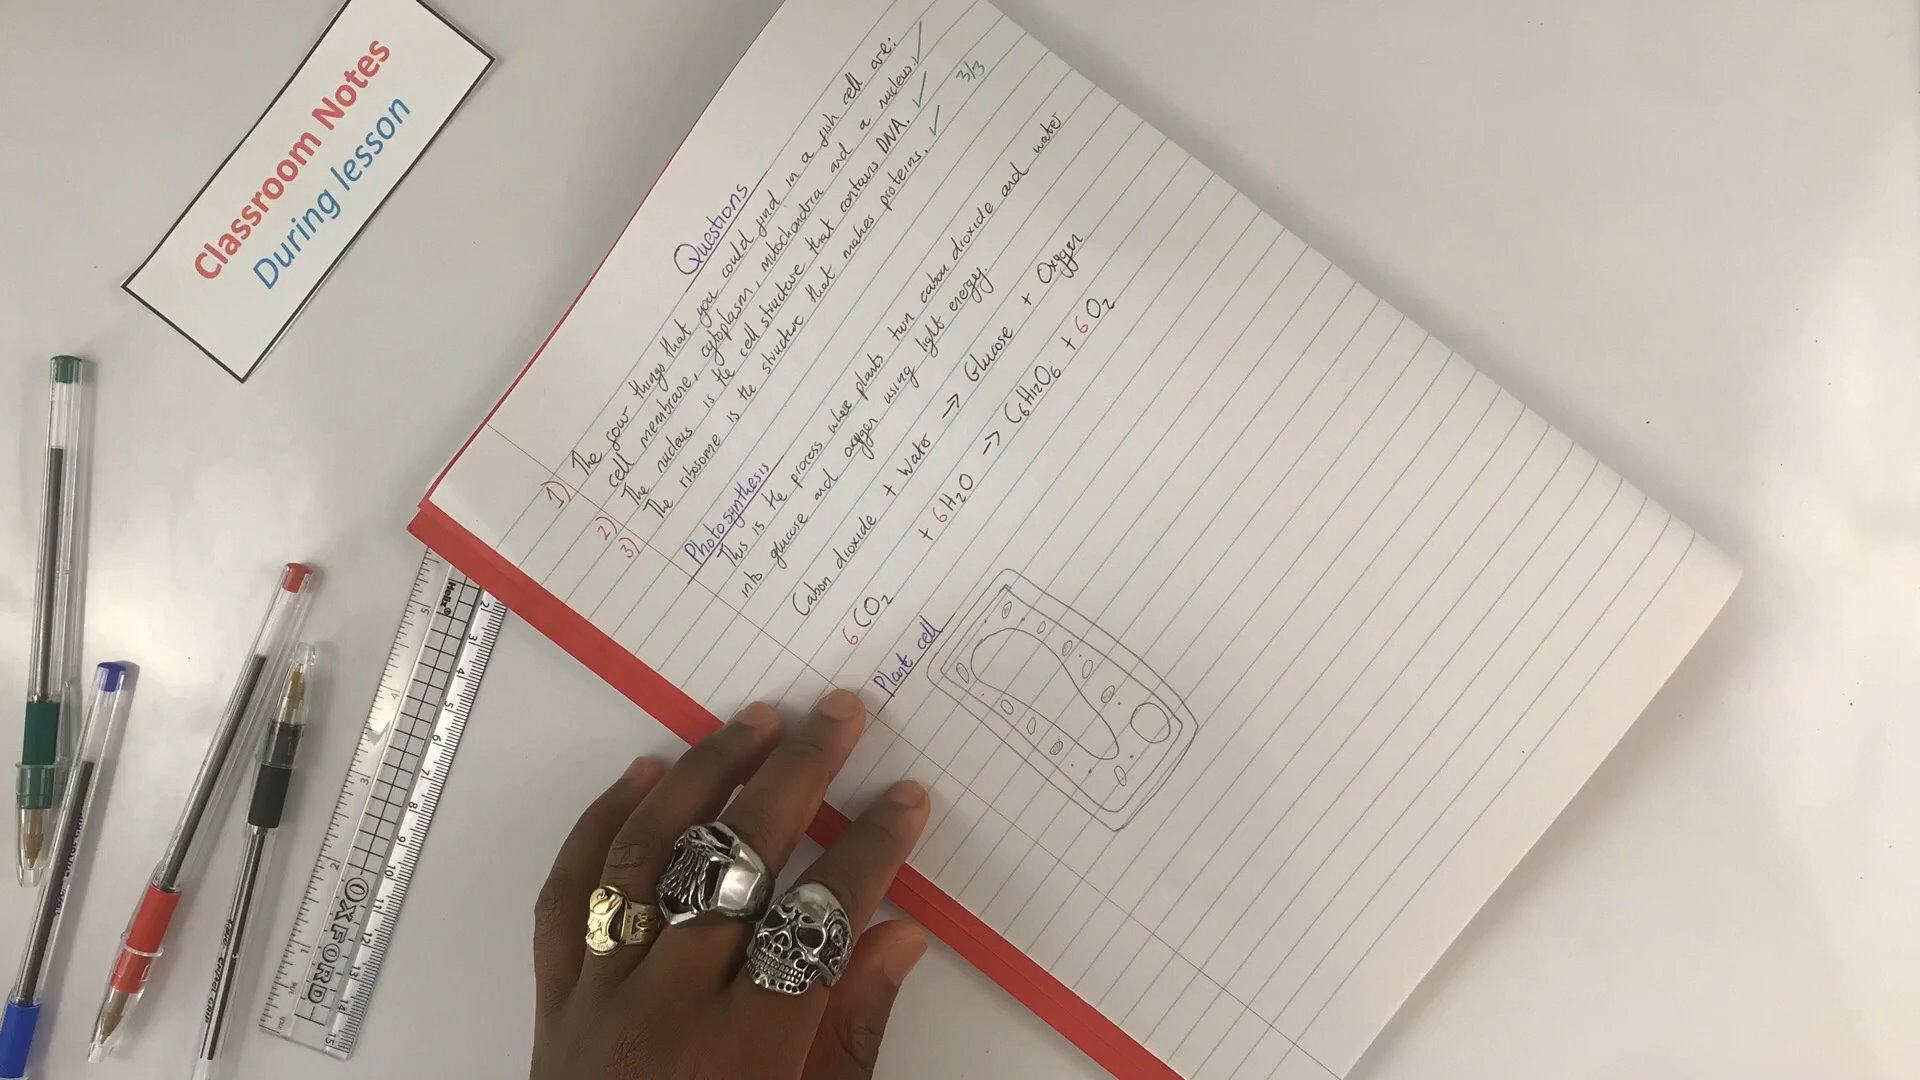 Classroom Notes
During lesson
Questions
1) The four things that you could find in a fish cell are:
cell membrane, cytoplasm, mitochondria and a nucleus.
2) The nucleus is the cell structure that contains DNA.
3) The ribosome is the structure that makes proteins.
3/3
Photosynthesis
This is the process where plants turn carbon dioxide and water
into glucose and oxygen using light energy.
Carbon dioxide + Water → Glucose + Oxygen
6CO₂ + 6H₂O → C₆H₁₂O₆ + 6O₂
Plant cell
Helix
OXFORD